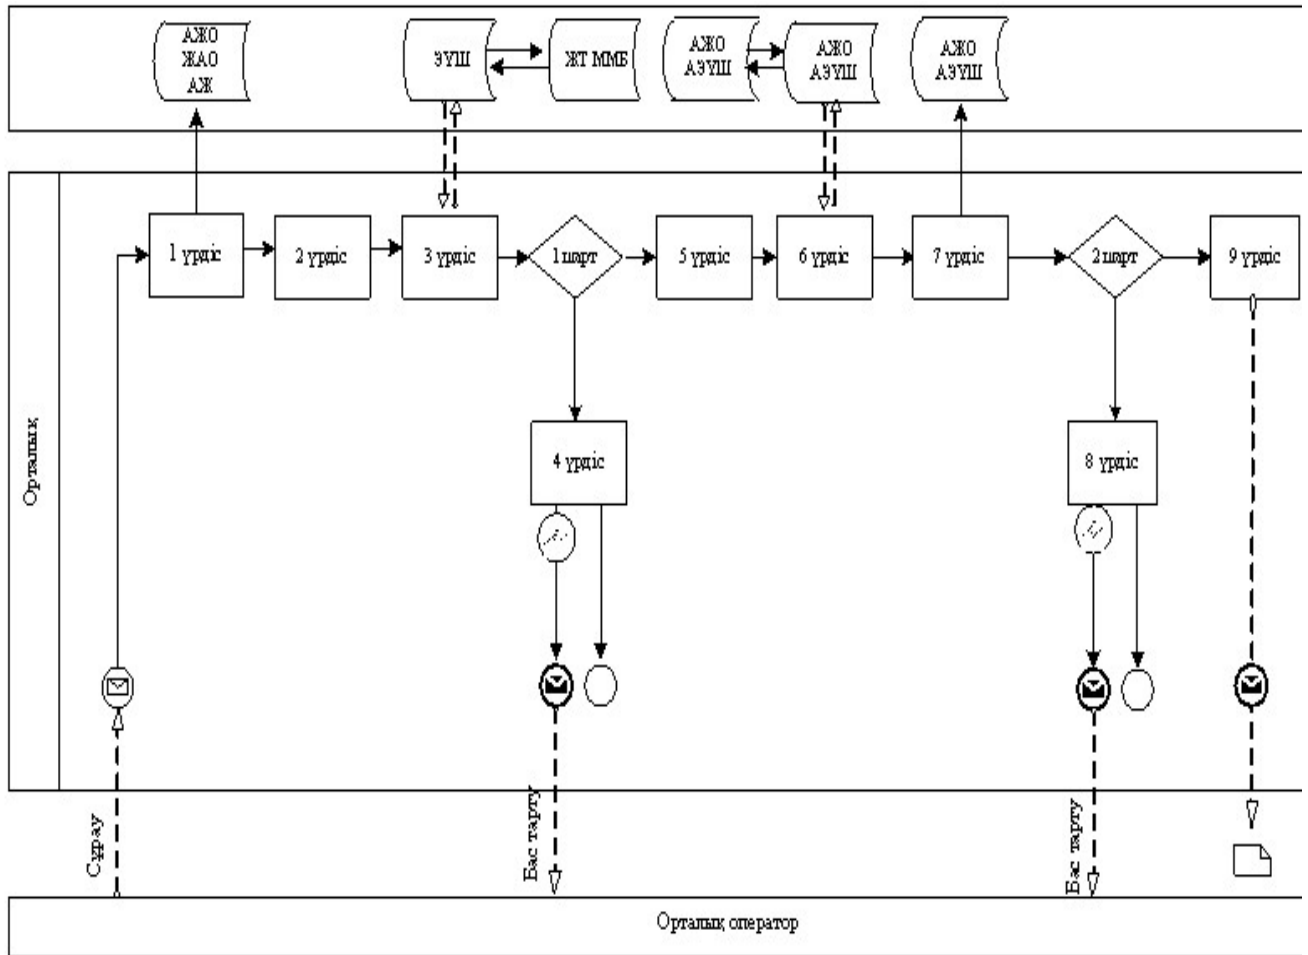 АЖО
ЖАО
АЖ
ЭҮШ
ЖТ ММБ
АЖО
АЭҮШ
АЖО
АЭҮШ
АЖО
АЭҮШ
1 үрдіс
2 үрдіс
3 үрдіс
1 шарт
5 үрдіс
6 үрдіс
7 үрдіс
2 шарт
9 үрдіс
4 үрдіс
8 үрдіс
Орталық
Сұрау
Бас тарту
Бас тарту
Орталық оператор